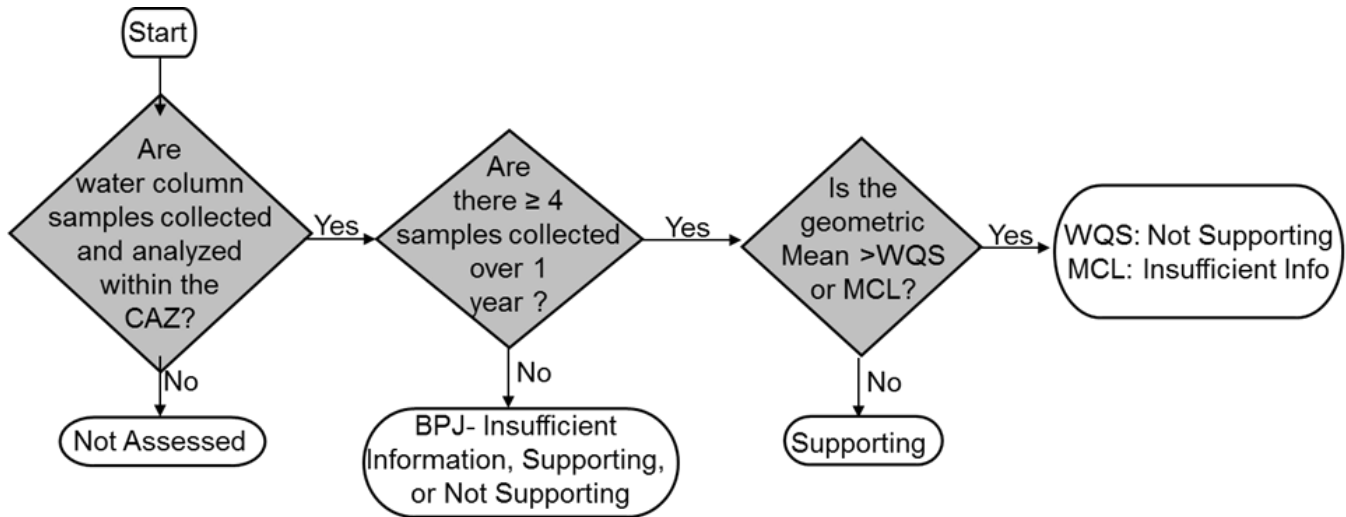 Start
Are
water column
samples collected
and analyzed
within the
CAZ?
Yes
No
Not Assessed
Are
there ≥ 4
samples collected
over 1
year ?
Yes
No
BPJ- Insufficient
Information, Supporting,
or Not Supporting
Is the
geometric
Mean >WQS
or MCL?
Yes
No
Supporting
WQS: Not Supporting
MCL: Insufficient Info